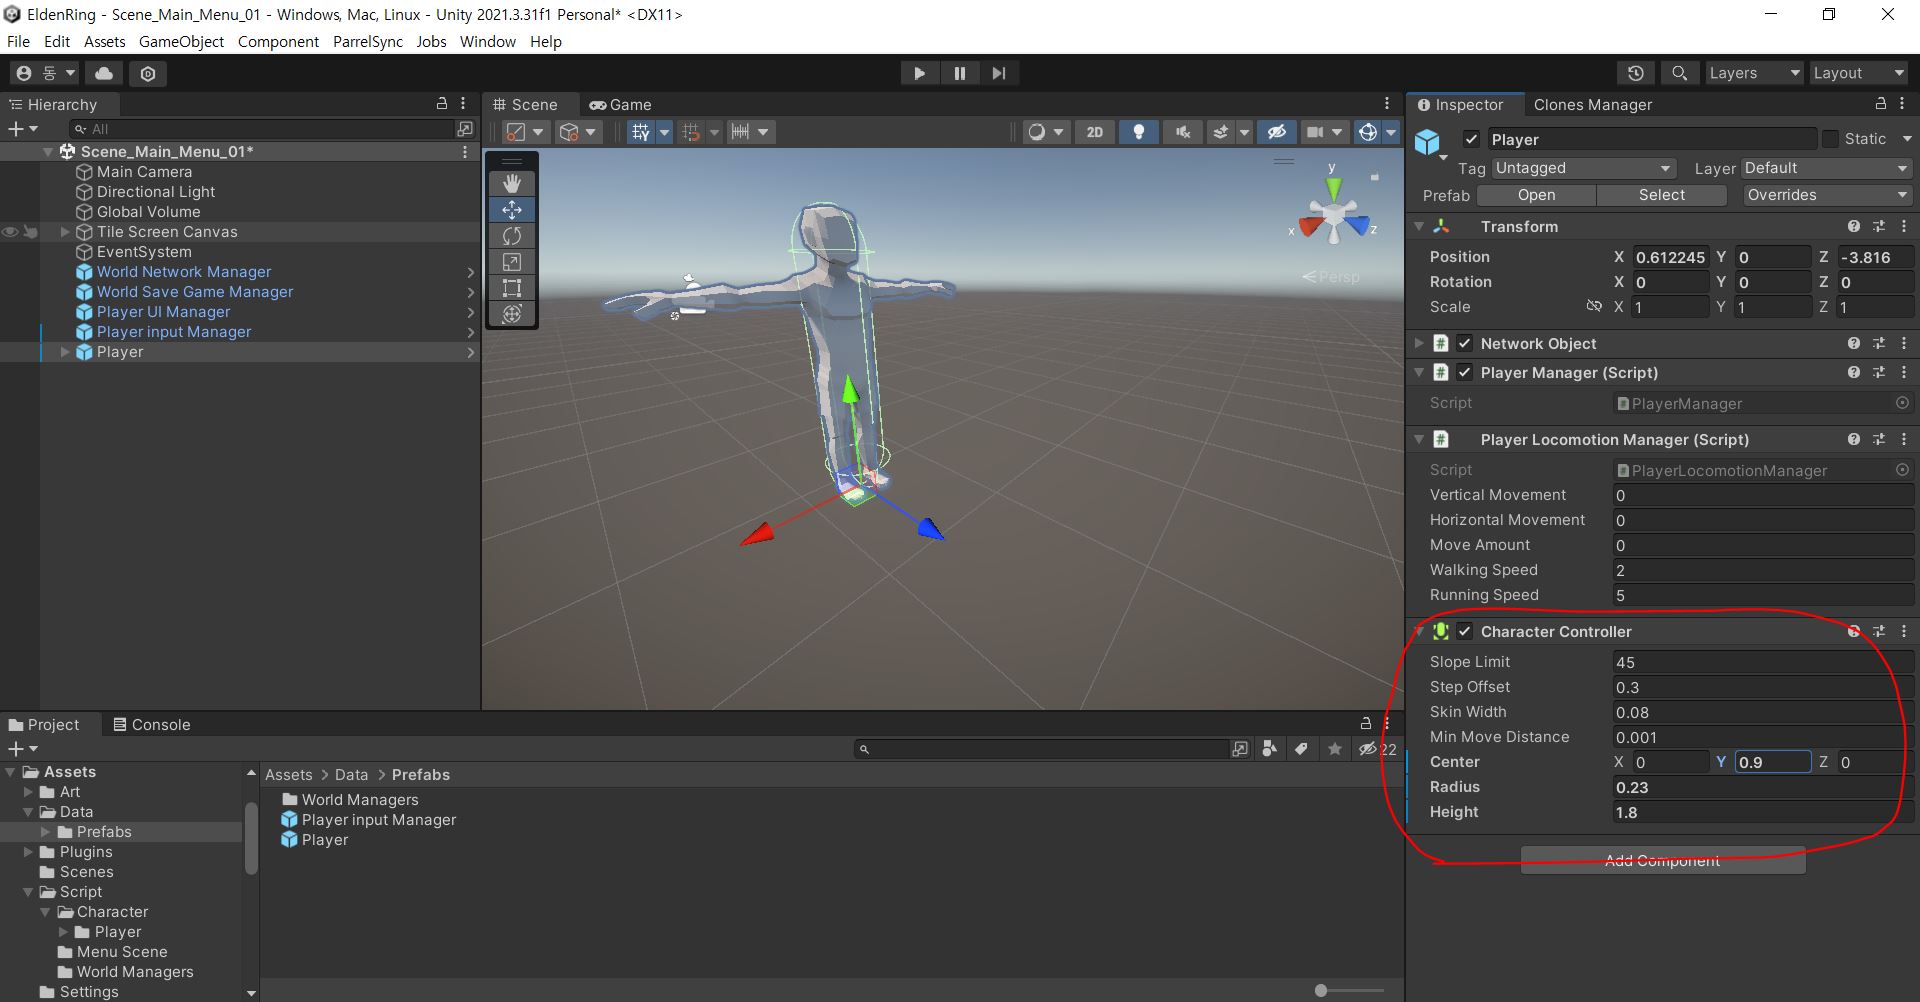 EldenRing - Scene_Main_Menu_01 - Windows, Mac, Linux - Unity 2021.3.31f1 Personal* <DX11>
File Edit Assets GameObject Component ParrelSync Jobs Window Help
동 Layers Layout
Hierarchy
All
Scene_Main_Menu_01*
Main Camera
Directional Light
Global Volume
Tile Screen Canvas
EventSystem
World Network Manager
World Save Game Manager
Player UI Manager
Player input Manager
Player
Scene Game
2D
y
x
z
Persp
Inspector Clones Manager
Player Static
Tag Untagged Layer Default
Prefab Open Select Overrides
Transform
Position X 0.612245 Y 0 Z -3.816
Rotation X 0 Y 0 Z 0
Scale X 1 Y 1 Z 1
# Network Object
# Player Manager (Script)
Script PlayerManager
# Player Locomotion Manager (Script)
Script PlayerLocomotionManager
Vertical Movement 0
Horizontal Movement 0
Move Amount 0
Walking Speed 2
Running Speed 5
Character Controller
Slope Limit 45
Step Offset 0.3
Skin Width 0.08
Min Move Distance 0.001
Center X 0 Y 0.9 Z 0
Radius 0.23
Height 1.8
Add Component
Project Console
22
Assets
Art
Data
Prefabs
Plugins
Scenes
Script
Character
Player
Menu Scene
World Managers
Settings
Assets > Data > Prefabs
World Managers
Player input Manager
Player